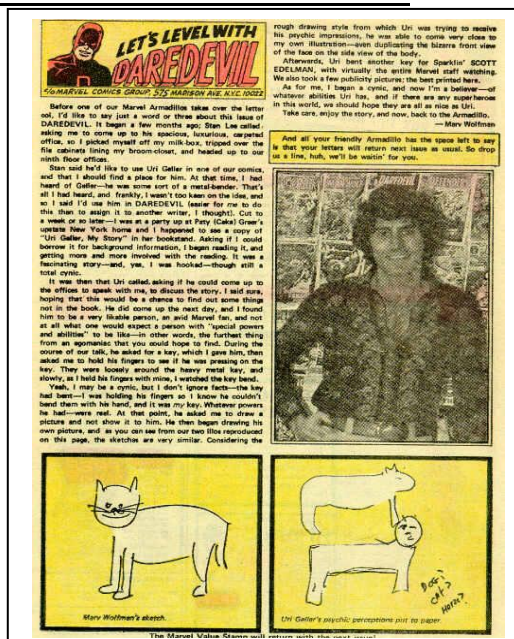 LET'S LEVEL WITH
DAREDEVIL
c/o MARVEL COMICS GROUP, 575 MADISON AVE. N.Y.C. 10022
Before one of our Marvel Armadillos takes over the letter
col, I'd like to say just a word or three about this issue of
DAREDEVIL. It began a few months ago; Stan Lee called
asking me to come up to his spacious, luxurious, carpeted
office, so I picked myself off my milk-box, tripped over the
file cabinets lining my broom-closet, and headed up to our
ninth floor offices.
Stan said he'd like to use Uri Geller in one of our comics,
and that I should find a place for him. At that time, I had
heard of Geller—he was some sort of a metal-bender. That's
all I had heard, and frankly, I wasn't too keen on the idea, and
so I said I'd use him in DAREDEVIL (easier for me to do
this than to assign it to another writer, I thought). Cut to
a week or so later—I was at a party up at Paty (Caka) Greer's
upstate New York home and I happened to see a copy of
"Uri Geller, My Story" in her bookstand. Asking if I could
borrow it for background information, I began reading it, and
getting more and more involved with the reading. It was a
fascinating story—and, yes, I was hooked—though still a
total cynic.
It was then that Uri called, asking if he could come up to
the offices to speak with me, to discuss the story. I said sure,
hoping that this would be a chance to find out some things
not in the book. He did come up the next day, and I found
him to be a very likable person, an avid Marvel fan, and not
at all what one would expect a person with "special powers
and abilities" to be like—in other words, the furthest thing
from an egomaniac that you could hope to find. During the
course of our talk, he asked for a key, which I gave him, then
asked me to hold his fingers to see if he was pressing on the
key. They were loosely around the heavy metal key, and
slowly, as I held his fingers with mine, I watched the key bend.
Yeah, I may be a cynic, but I don't ignore facts—the key
had bent—I was holding his fingers so I know he couldn't
bend them with his hand, and it was my key. Whatever powers
he had—were real. At that point, he asked me to draw a
picture and not show it to him. He then began drawing his
own picture, and as you can see from our two illos reproduced
on this page, the sketches are very similar. Considering the
rough drawing style from which Uri was trying to receive
his psychic impressions, he was able to come very close to
my own illustration—even duplicating the bizarre front view
of the face on the side view of the body.
Afterwards, Uri bent another key for Sparklin' SCOTT
EDELMAN, with virtually the entire Marvel staff watching.
We also took a few publicity pictures; the best printed here.
As for me, I began a cynic, and now I'm a believer—of
whatever abilities Uri has, and if there are any superheroes
in this world, we should hope they are all as nice as Uri.
Take care, enjoy the story, and now, back to the Armadillo.
— Marv Wolfman
And all your friendly Armadillo has the space left to say
is that your letters will return next issue as usual. So drop
us a line, huh, we'll be waitin' for you.
Marv Wolfman's sketch.
DOG?
CAT?
HORSE?
Uri Geller's psychic perceptions put to paper.
The Marvel Value Stamp will return with the next issue!